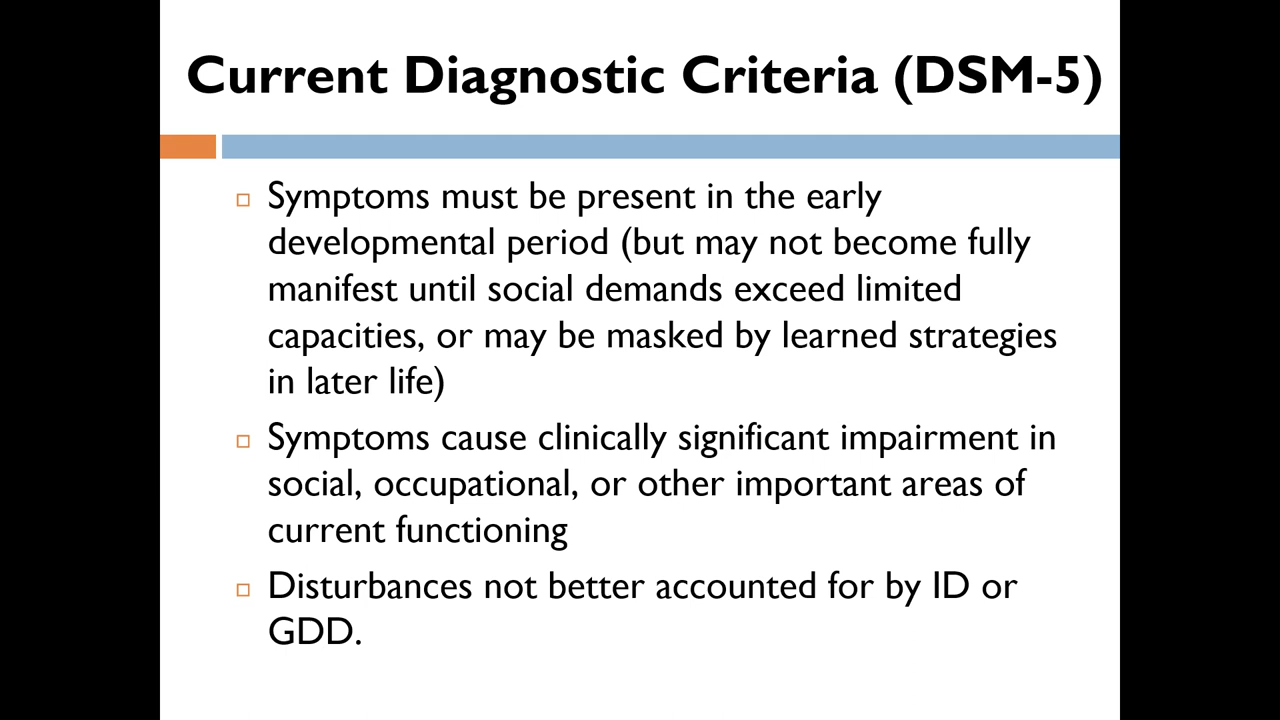 Current Diagnostic Criteria (DSM-5)
Symptoms must be present in the early
developmental period (but may not become fully
manifest until social demands exceed limited
capacities, or may be masked by learned strategies
in later life)
Symptoms cause clinically significant impairment in
social, occupational, or other important areas of
current functioning
Disturbances not better accounted for by ID or
GDD.